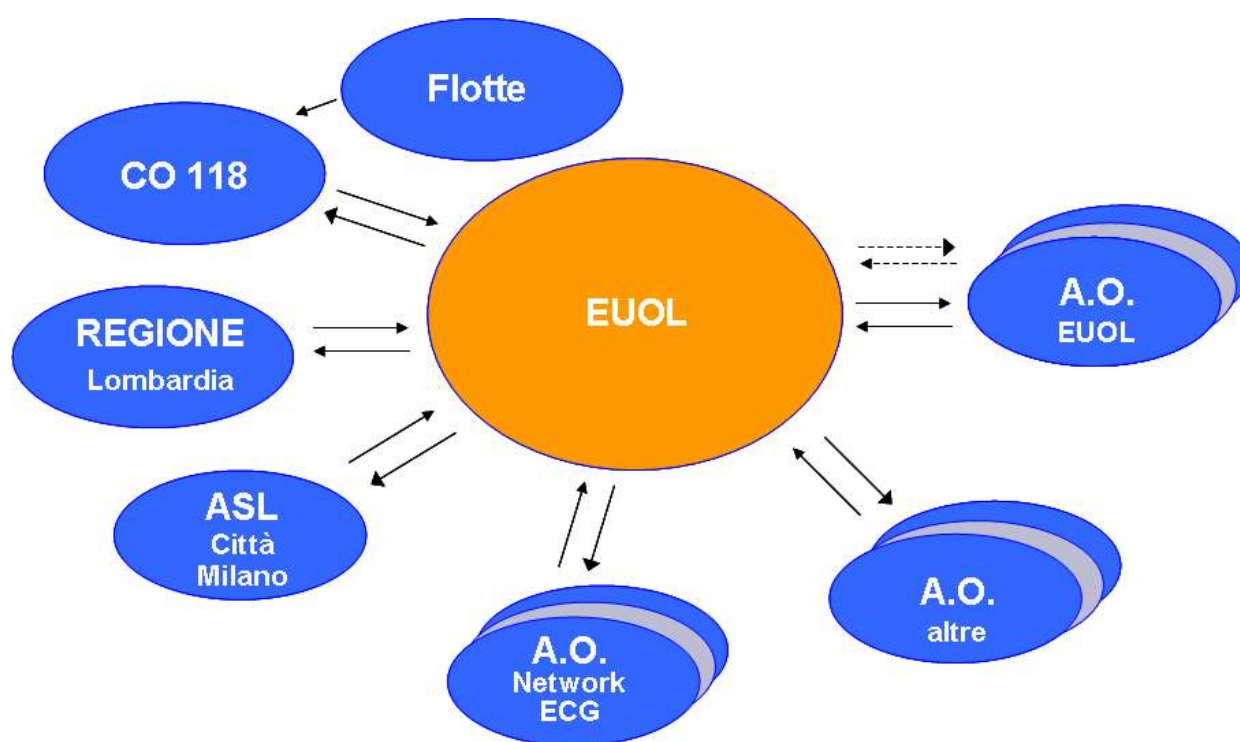 Flotte
CO 118
EUOL
A.O.
EUOL
REGIONE
Lombardia
ASL
Città
Milano
A.O.
altre
A.O.
Network
ECG